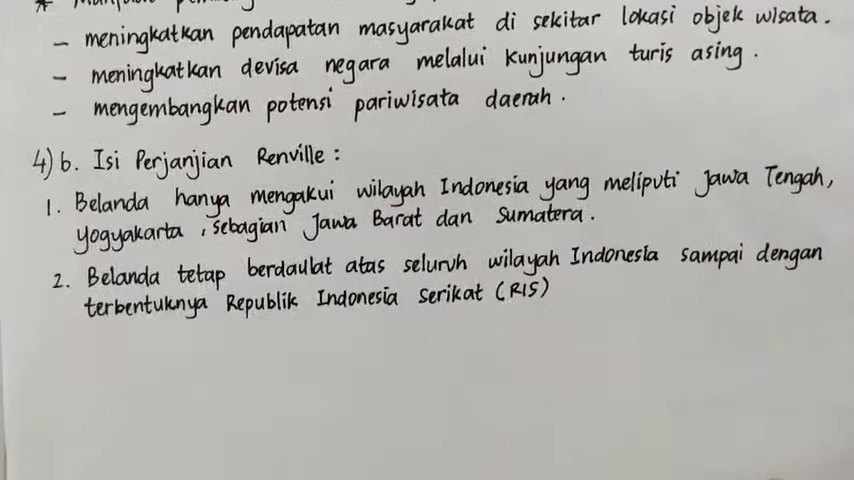 - meningkatkan pendapatan masyarakat di sekitar lokasi objek wisata.
- meningkatkan devisa negara melalui kunjungan turis asing.
- mengembangkan potensi pariwisata daerah.
4) b. Isi Perjanjian Renville :
1. Belanda hanya mengakui wilayah Indonesia yang meliputi Jawa Tengah,
Yogyakarta, sebagian Jawa Barat dan Sumatera.
2. Belanda tetap berdaulat atas seluruh wilayah Indonesia sampai dengan
terbentuknya Republik Indonesia Serikat (RIS)